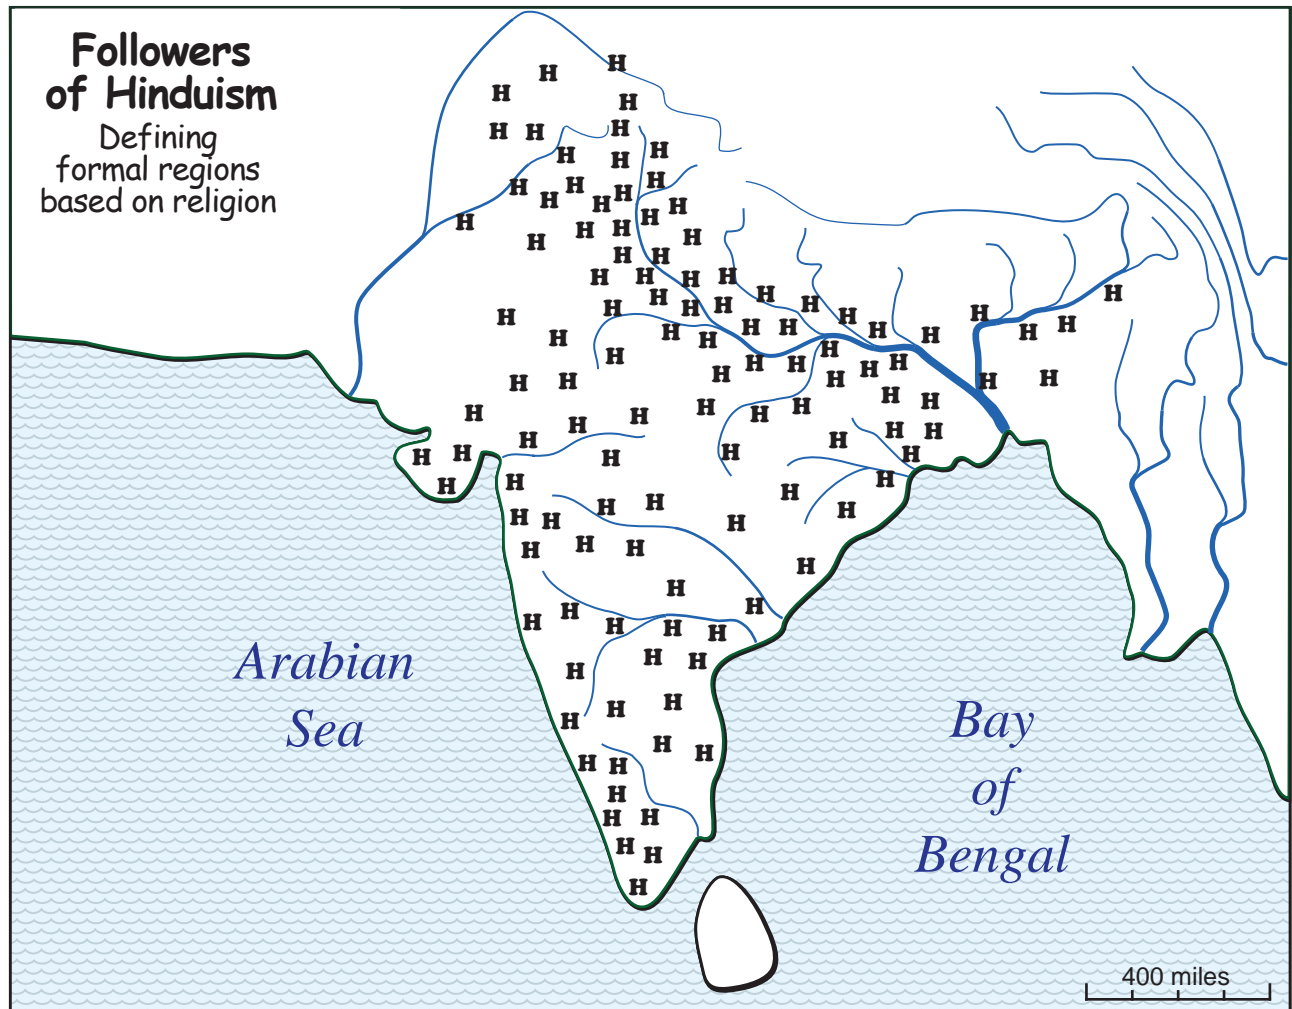 Followers
of Hinduism
Defining
formal regions
based on religion
Arabian
Sea
Bay
of
Bengal
400 miles